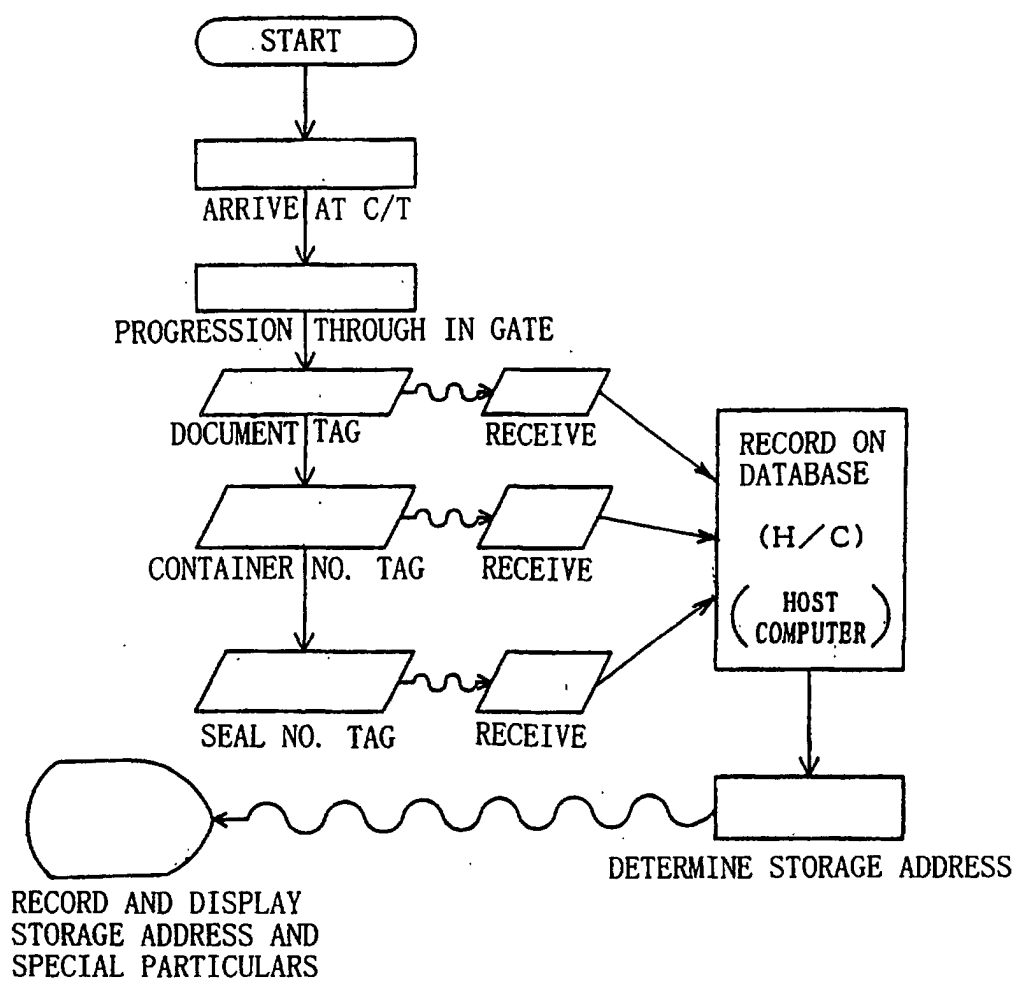 START
ARRIVE AT C/T
PROGRESSION THROUGH IN GATE
DOCUMENT TAG
RECEIVE
CONTAINER NO. TAG
RECEIVE
SEAL NO. TAG
RECEIVE
RECORD ON
DATABASE
(H/C)
(HOST
COMPUTER)
DETERMINE STORAGE ADDRESS
RECORD AND DISPLAY
STORAGE ADDRESS AND
SPECIAL PARTICULARS